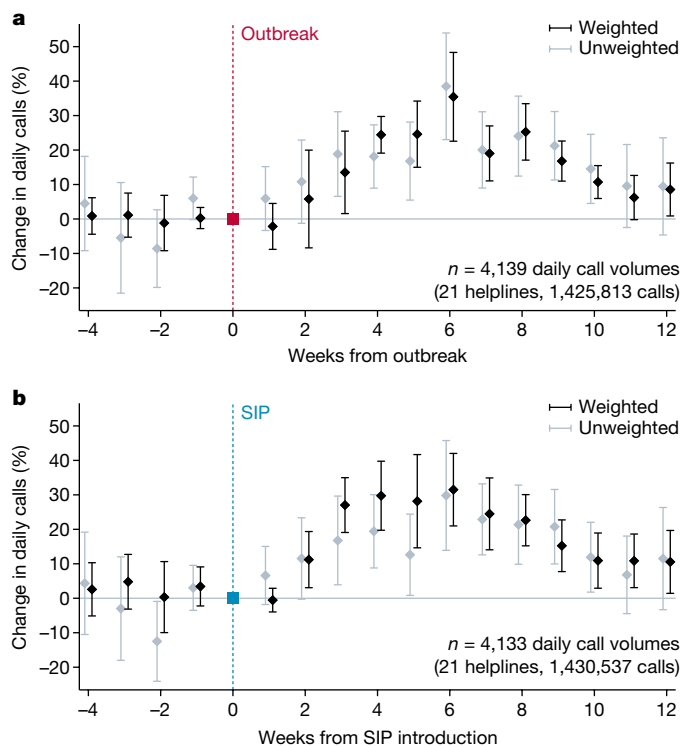 a
Outbreak
Weighted
Unweighted
Change in daily calls (%)
50
40
30
20
10
0
−10
−20
n = 4,139 daily call volumes
(21 helplines, 1,425,813 calls)
−4 −2 0 2 4 6 8 10 12
Weeks from outbreak
b
SIP
Weighted
Unweighted
Change in daily calls (%)
50
40
30
20
10
0
−10
−20
n = 4,133 daily call volumes
(21 helplines, 1,430,537 calls)
−4 −2 0 2 4 6 8 10 12
Weeks from SIP introduction